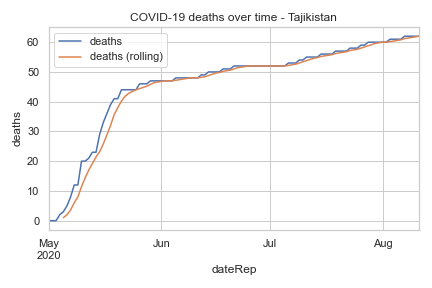 COVID-19 deaths over time - Tajikistan
deaths
deaths (rolling)
60
50
40
30
20
10
0
deaths
May
2020
Jun
Jul
Aug
dateRep